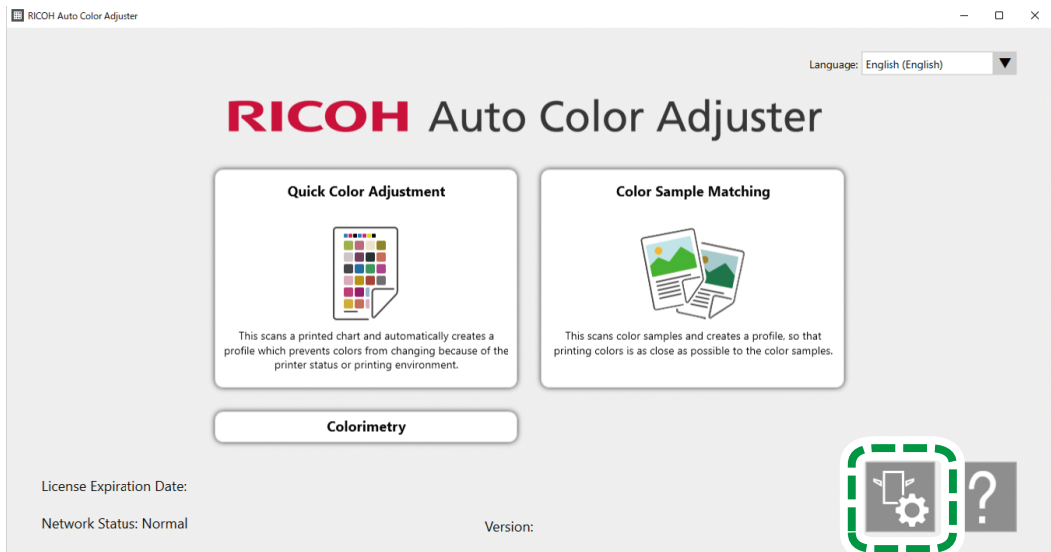 RICOH Auto Color Adjuster
Language: English (English)
RICOH Auto Color Adjuster
Quick Color Adjustment
This scans a printed chart and automatically creates a
profile which prevents colors from changing because of the
printer status or printing environment.
Color Sample Matching
This scans color samples and creates a profile, so that
printing colors is as close as possible to the color samples.
Colorimetry
License Expiration Date:
Network Status: Normal
Version:
?